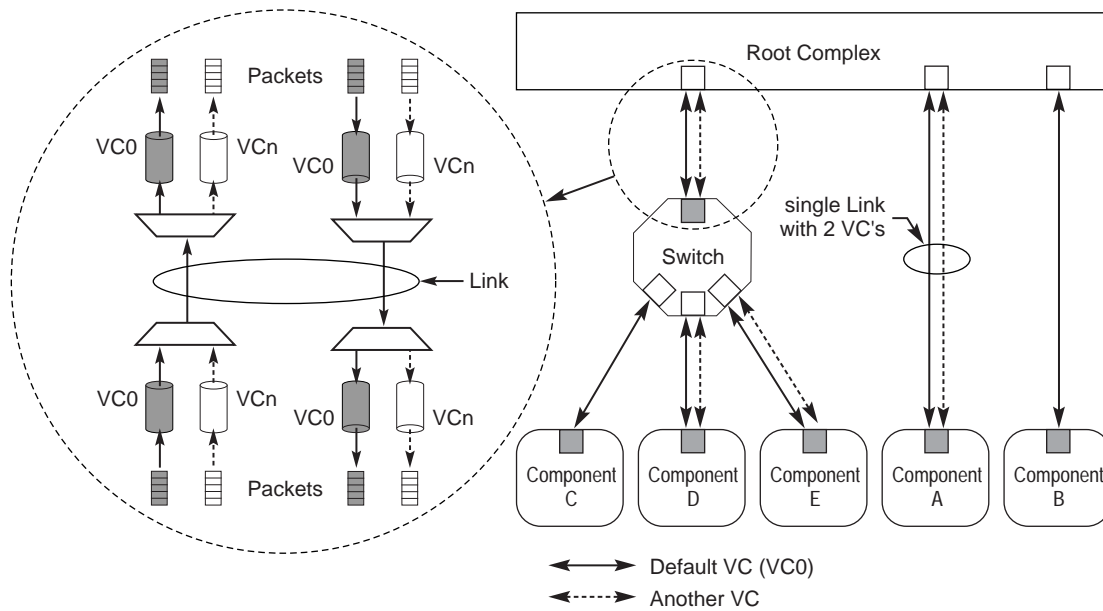 Packets
VC0
VCn
VC0
VCn
Link
VC0
VCn
VC0
VCn
Packets
Root Complex
Switch
single Link
with 2 VC's
Component
C
Component
D
Component
E
Component
A
Component
B
Default VC (VC0)
Another VC